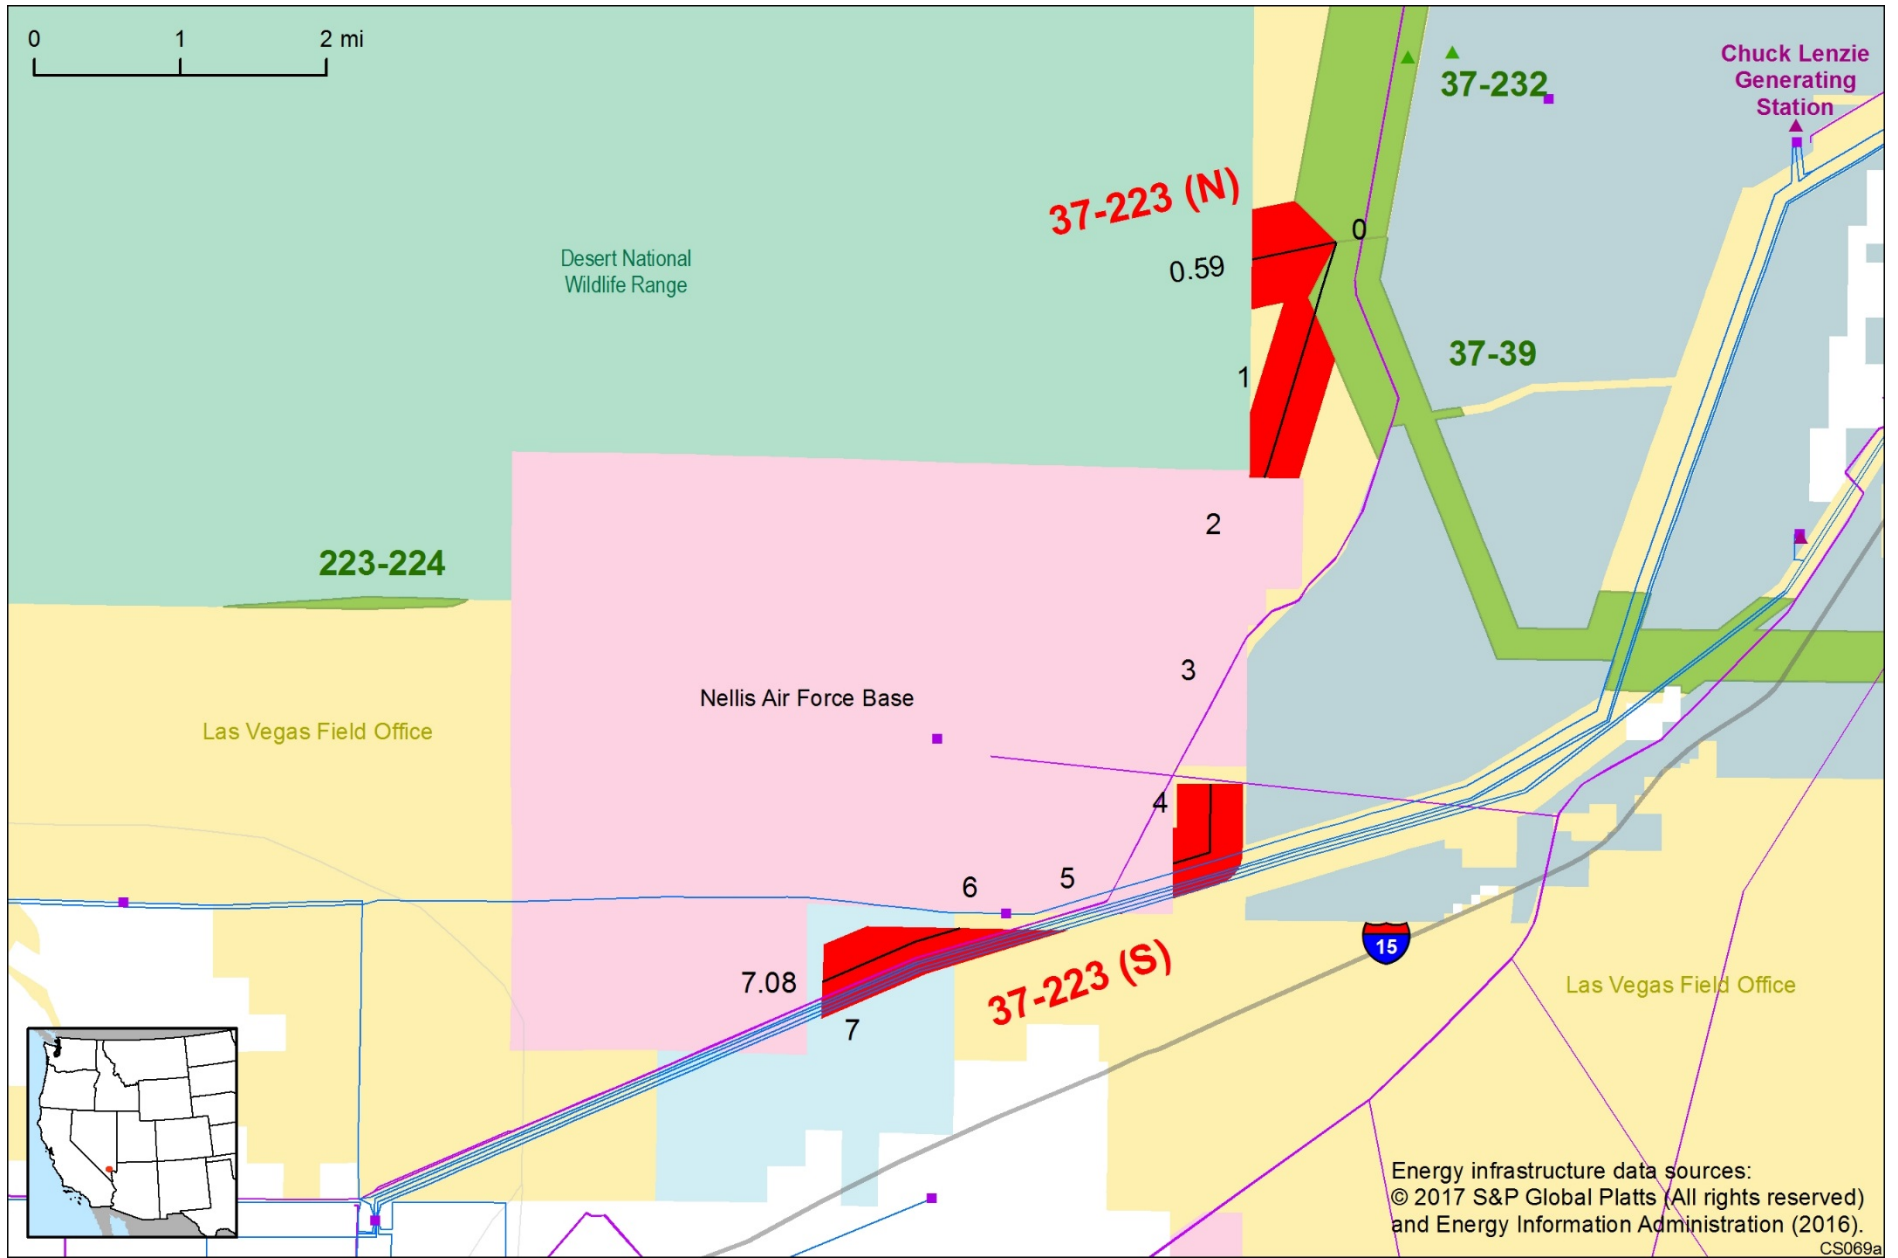 0 1 2 mi
37-232
Chuck Lenzie
Generating
Station
37-223 (N)
0
0.59
Desert National
Wildlife Range
37-39
1
2
223-224
3
Nellis Air Force Base
Las Vegas Field Office
4
5
6
15
37-223 (S)
7.08
Las Vegas Field Office
7
Energy infrastructure data sources:
© 2017 S&P Global Platts (All rights reserved)
and Energy Information Administration (2016).
CS069a